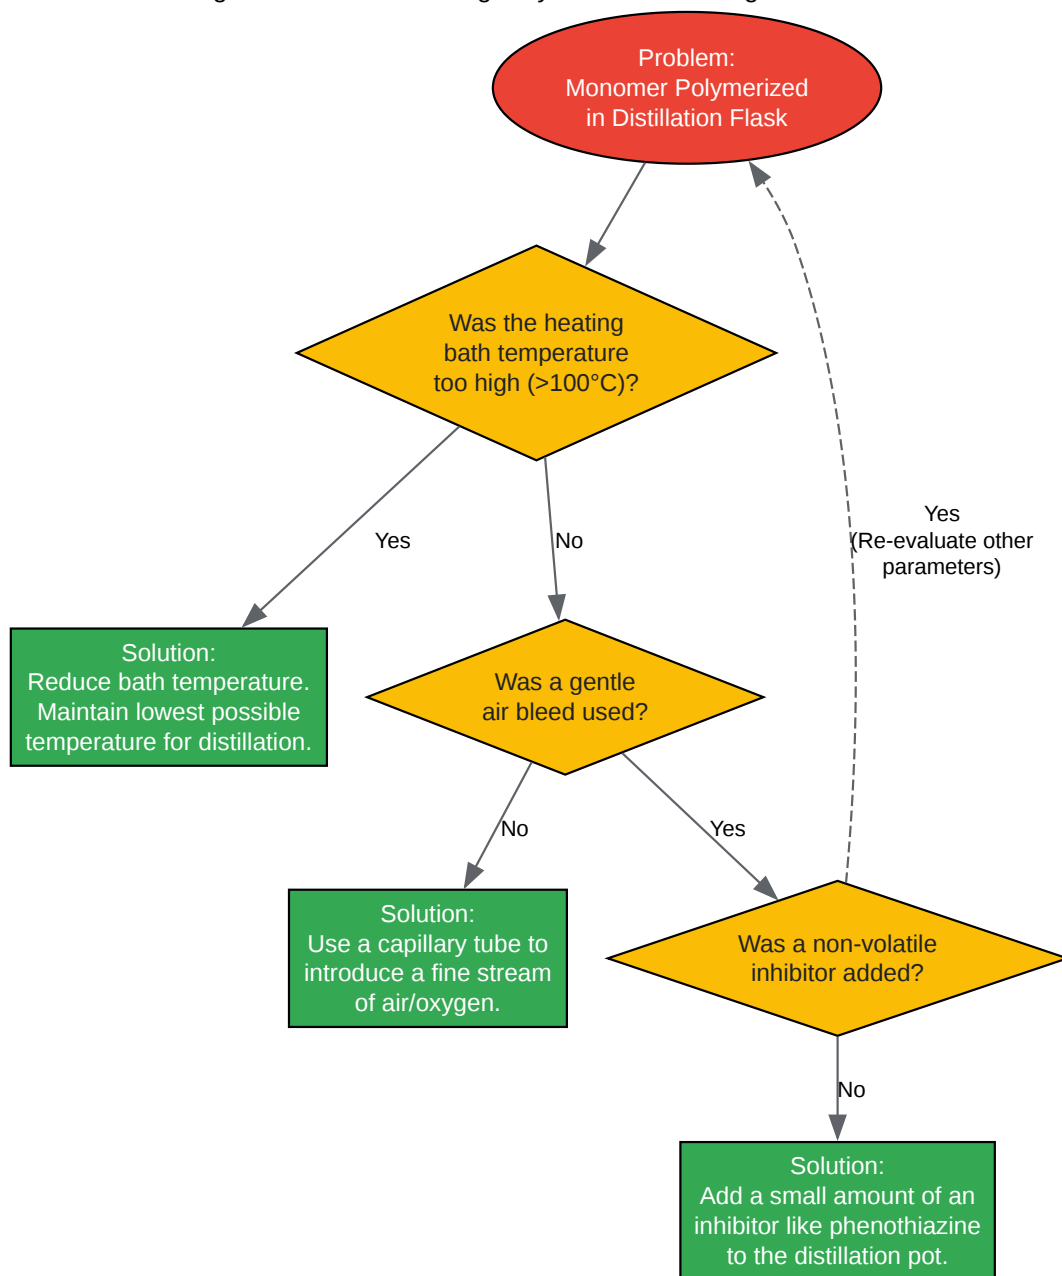 Problem:
Monomer Polymerized
in Distillation Flask
Was the heating
bath temperature
too high (>100°C)?
Yes
No
Yes
(Re-evaluate other
parameters)
Solution:
Reduce bath temperature.
Maintain lowest possible
temperature for distillation.
Was a gentle
air bleed used?
No
Yes
Solution:
Use a capillary tube to
introduce a fine stream
of air/oxygen.
Was a non-volatile
inhibitor added?
No
Solution:
Add a small amount of an
inhibitor like phenothiazine
to the distillation pot.